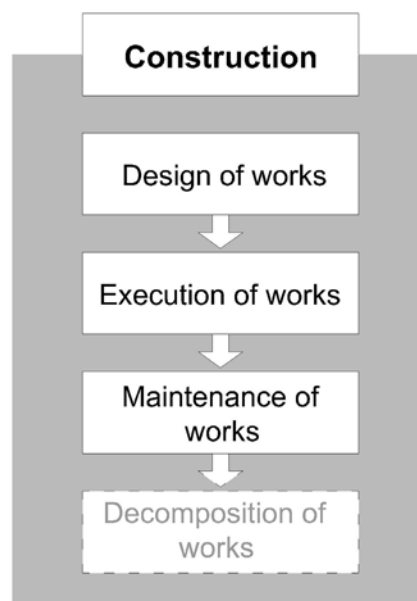 Construction
Design of works
Execution of works
Maintenance of
works
Decomposition of
works